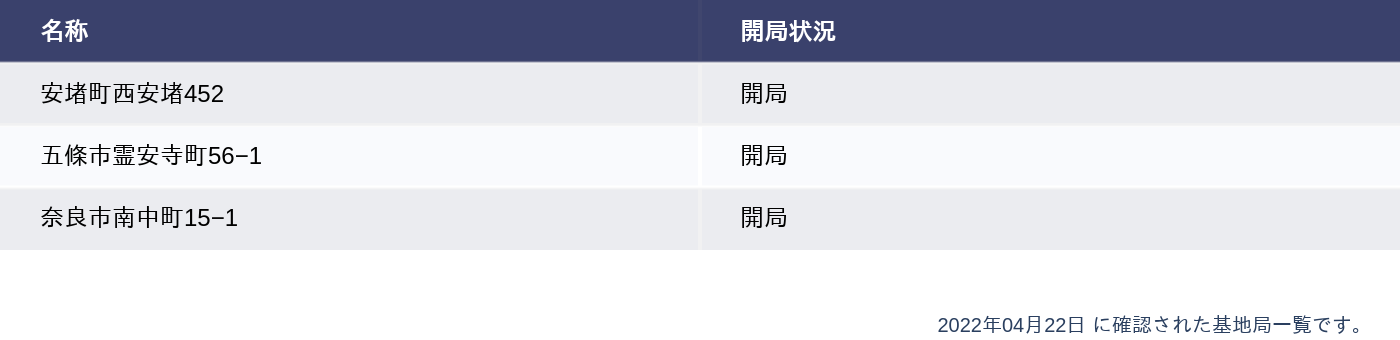 名称 開局状況
安堵町西安堵452 開局
五條市霊安寺町56−1 開局
奈良市南中町15−1 開局
2022年04月22日 に確認された基地局一覧です。